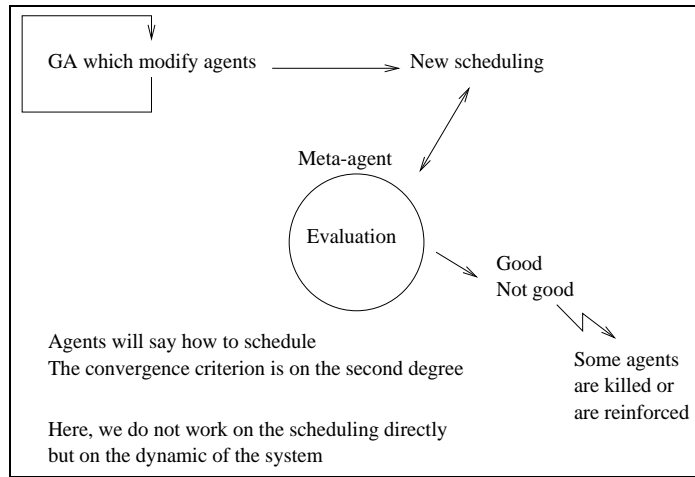 GA which modify agents
New scheduling
Meta-agent
Evaluation
Good
Not good
Some agents
are killed or
are reinforced
Agents will say how to schedule
The convergence criterion is on the second degree
Here, we do not work on the scheduling directly
but on the dynamic of the system